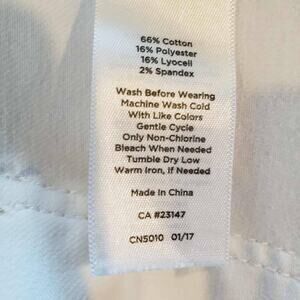 66% Cotton
16% Polyester
16% Lyocell
2% Spandex
Wash Before Wearing
Machine Wash Cold
With Like Colors
Gentle Cycle
Only Non-Chlorine
Bleach When Needed
Tumble Dry Low
Warm Iron, If Needed
Made in China
CA #23147
CN5010 01/17